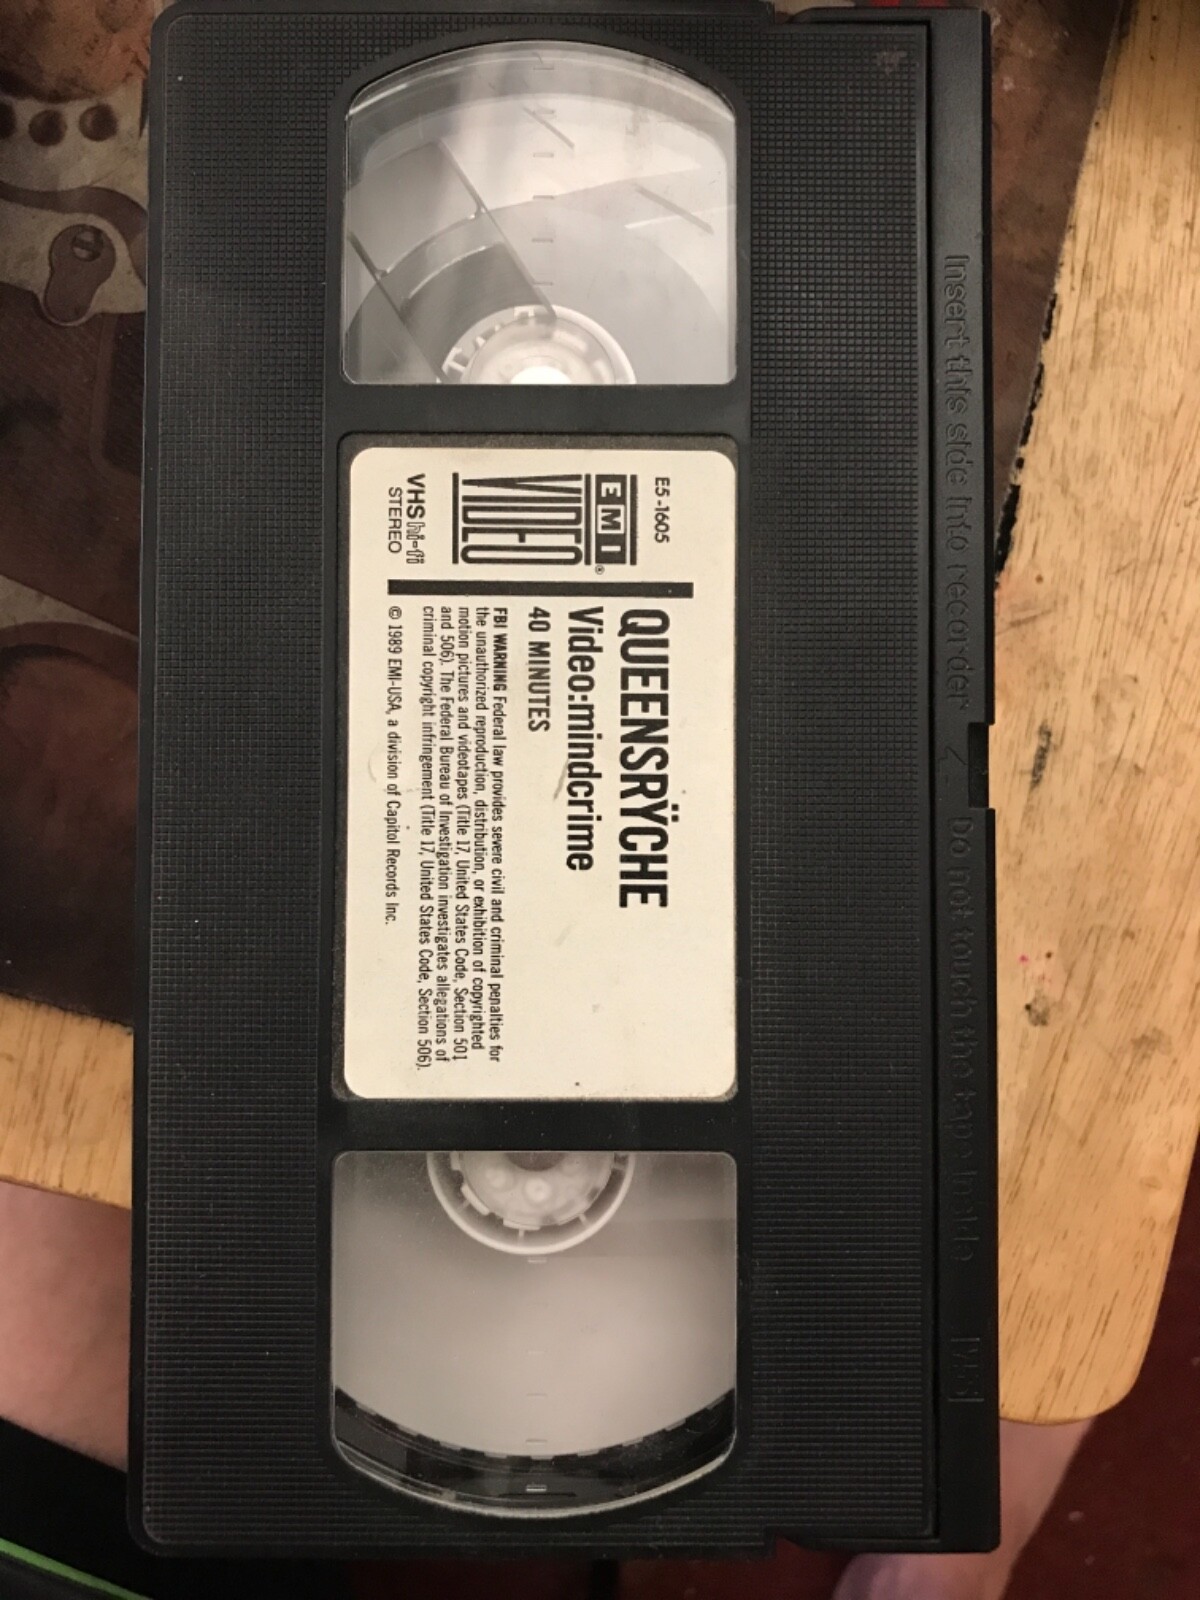 E5-1605
EMI®
VIDEO
VHS hi-fi
STEREO
QUEENSRŸCHE
Video:mindcrime
40 MINUTES
FBI WARNING Federal law provides severe civil and criminal penalties for
the unauthorized reproduction, distribution, or exhibition of copyrighted
motion pictures and videotapes (Title 17, United States Code, Section 501
and 506). The Federal Bureau of Investigation investigates allegations of
criminal copyright infringement (Title 17, United States Code, Section 506).
© 1989 EMI-USA, a division of Capitol Records Inc.
Insert this side into recorder
Do not touch the tape inside
VHS